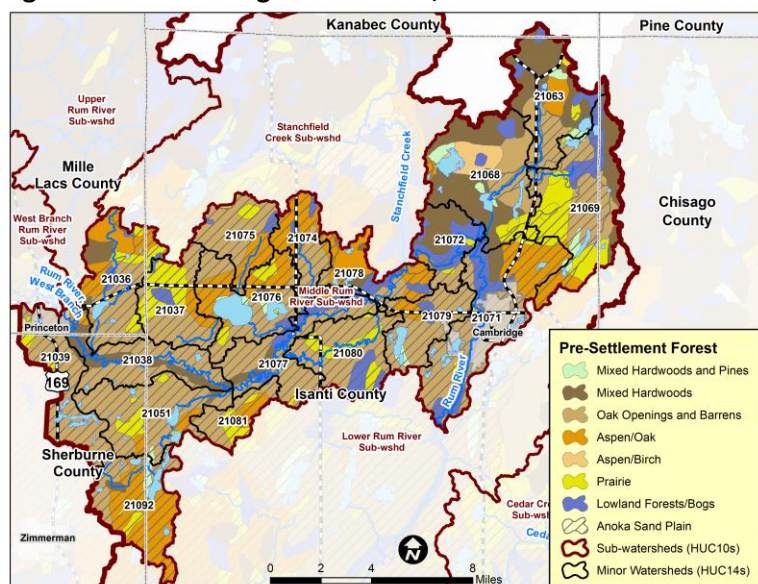 Kanabec County
Pine County
21063
Upper
Rum River
Sub-wshd
Stanchfield
Creek Sub-wshd
Stanchfield Creek
21068
Mille
Lacs County
21069
Chisago
County
West Branch
Rum River
Sub-wshd
21075
21074
21072
21036
21078
Rum River,
West Branch
21037
21076
Middle Rum
River Sub-wshd
21079
21071
Princeton
Cambridge
21039
21038
21077
21080
169
Isanti County
Rum River
21051
21081
Sherburne
County
Lower Rum River
Sub-wshd
21092
Zimmerman
N
0 2 4 8
Miles
Pre-Settlement Forest
Mixed Hardwoods and Pines
Mixed Hardwoods
Oak Openings and Barrens
Aspen/Oak
Aspen/Birch
Prairie
Lowland Forests/Bogs
Anoka Sand Plain
Sub-watersheds (HUC10s)
Minor Watersheds (HUC14s)